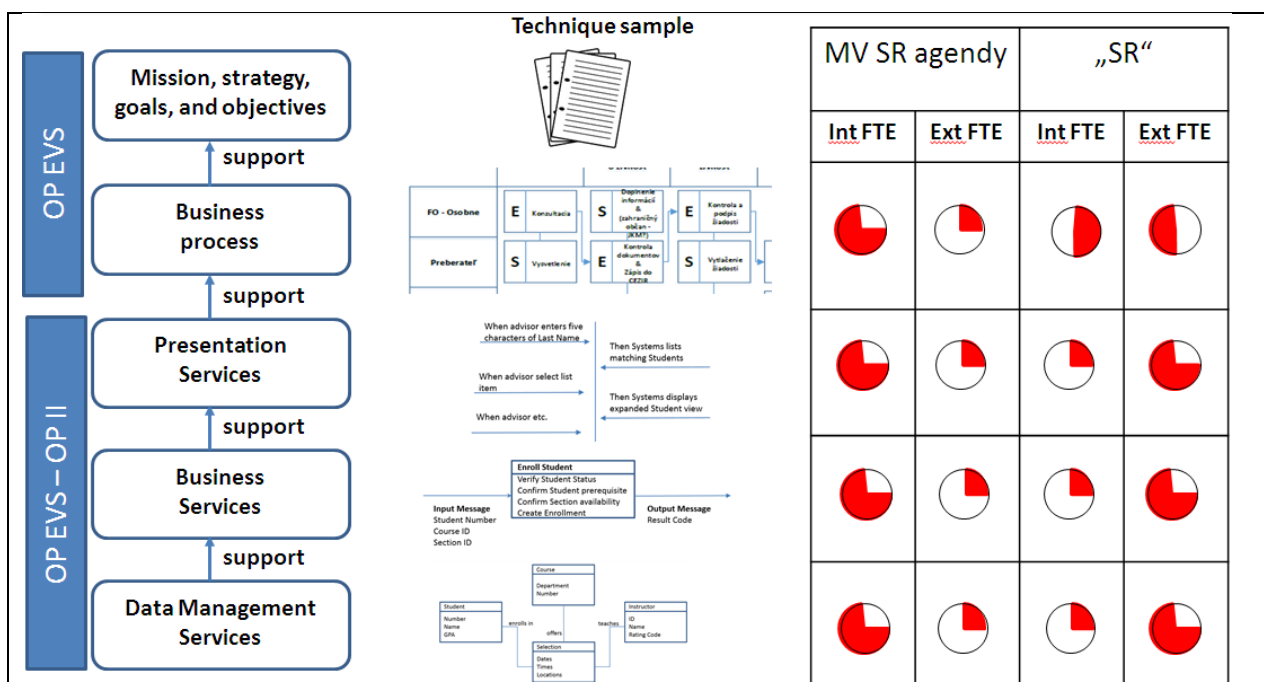 OP EVS
OP EVS – OP II
Mission, strategy,
goals, and objectives
support
Business
process
support
Presentation
Services
support
Business
Services
support
Data Management
Services
Technique sample
FO - Osobne
E
Konzultacia
S
Doplnenie
informácií
&
(zahraničný
občan -
JKM?)
E
Kontrola a
podpis
žiadosti
Preberateľ
S
Vysvetlenie
E
Kontrola
dokumentov
&
Zápis do
S
Vytlačenie
žiadosti
When advisor enters five
characters of Last Name
Then Systems lists
matching Students
When advisor select list
item
Then Systems displays
expanded Student view
When advisor etc.
Enroll Student
Verify Student Status
Confirm Student prerequisite
Confirm Section availability
Create Enrollment
Input Message
Student Number
Course ID
Section ID
Output Message
Result Code
Course
Department
Number
Student
Number
Name
GPA
enrolls in
offers
teaches
Instructor
ID
Name
Rating Code
Selection
Dates
Times
Locations
MV SR agendy
„SR“
Int FTE
Ext FTE
Int FTE
Ext FTE